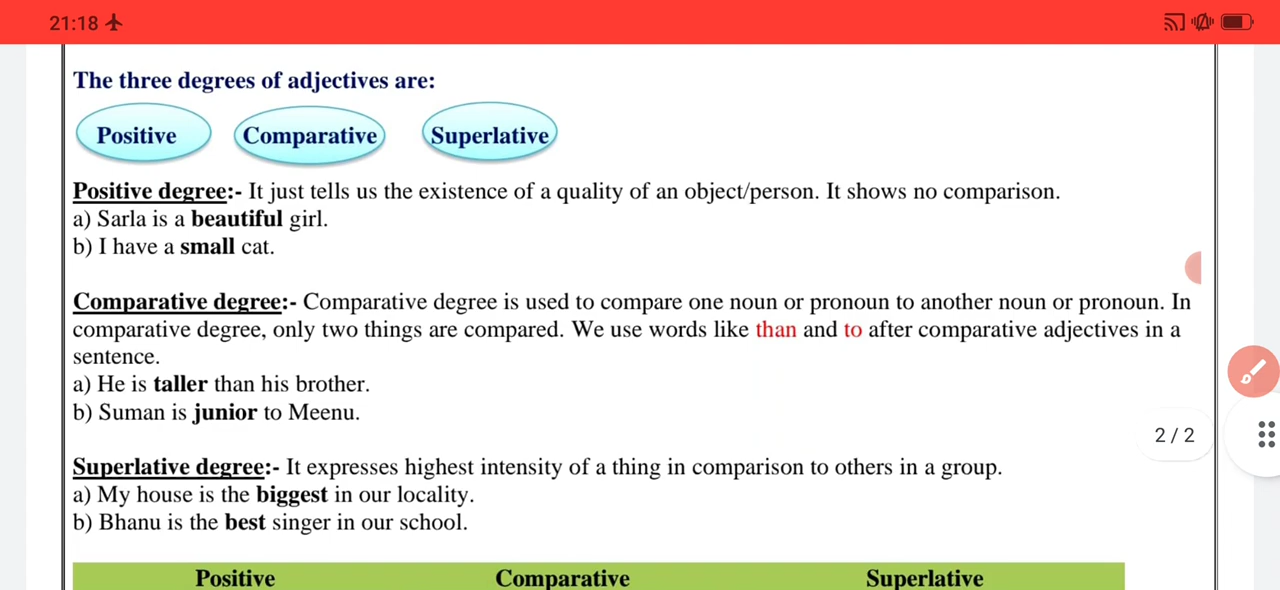 21:18
The three degrees of adjectives are:
Positive Comparative Superlative
Positive degree:- It just tells us the existence of a quality of an object/person. It shows no comparison.
a) Sarla is a beautiful girl.
b) I have a small cat.
Comparative degree:- Comparative degree is used to compare one noun or pronoun to another noun or pronoun. In
comparative degree, only two things are compared. We use words like than and to after comparative adjectives in a
sentence.
a) He is taller than his brother.
b) Suman is junior to Meenu.
2 / 2
Superlative degree:- It expresses highest intensity of a thing in comparison to others in a group.
a) My house is the biggest in our locality.
b) Bhanu is the best singer in our school.
Positive Comparative Superlative